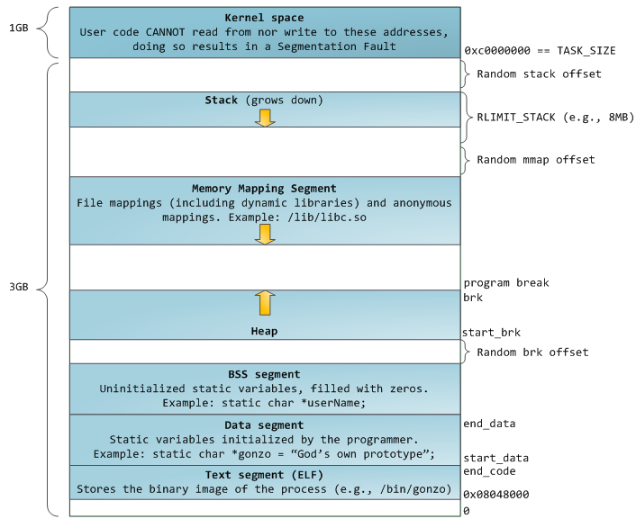 Kernel space
1GB
User code CANNOT read from nor write to these addresses,
doing so results in a Segmentation Fault
0xc0000000 == TASK_SIZE
Random stack offset
Stack (grows down)
RLIMIT_STACK (e.g., 8MB)
Random mmap offset
Memory Mapping Segment
File mappings (including dynamic libraries) and anonymous
mappings. Example: /lib/libc.so
3GB
program break
brk
Heap
start_brk
Random brk offset
BSS segment
Uninitialized static variables, filled with zeros.
Example: static char *userName;
Data segment
end_data
Static variables initialized by the programmer.
Example: static char *gonzo = “God’s own prototype”;
start_data
end_code
Text segment (ELF)
Stores the binary image of the process (e.g., /bin/gonzo)
0x08048000
0